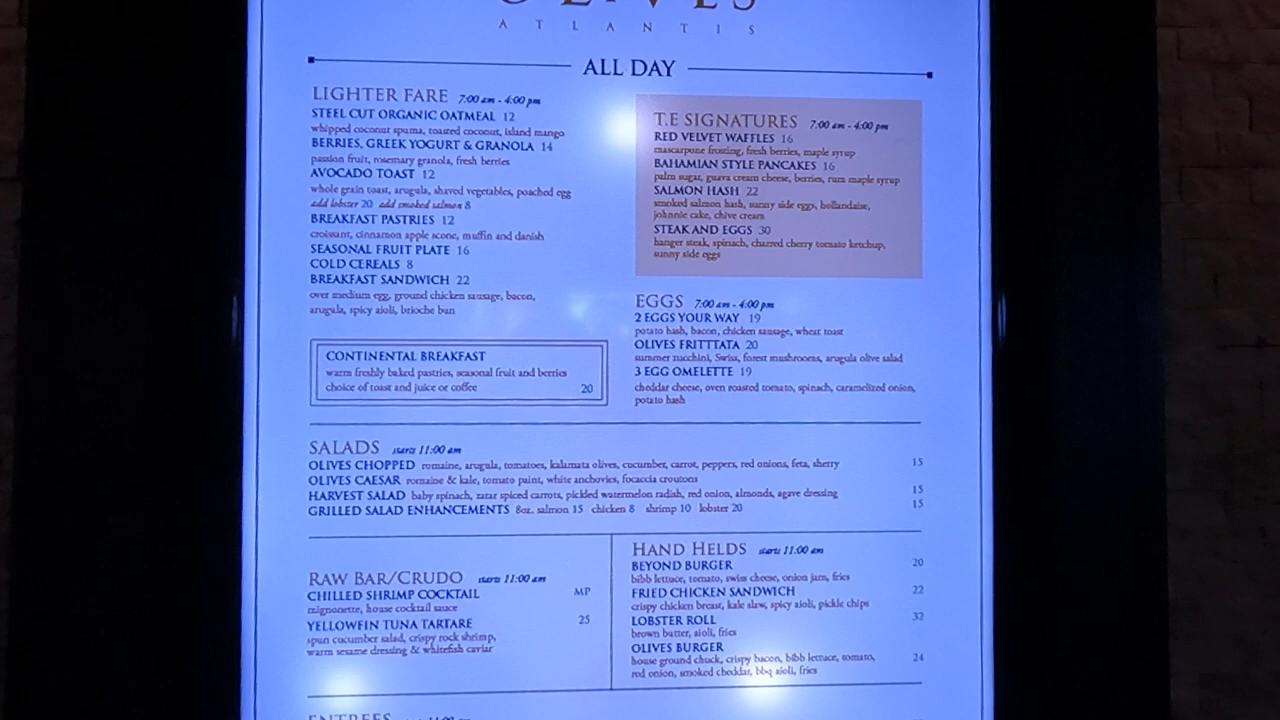 OLIVES
ATLANTIS
ALL DAY
LIGHTER FARE 7:00 am - 4:00 pm
STEEL CUT ORGANIC OATMEAL 12
whipped coconut spuma, toasted coconut, island mango
BERRIES, GREEK YOGURT & GRANOLA 14
passion fruit, rosemary granola, fresh berries
AVOCADO TOAST 12
whole grain toast, arugula, shaved vegetables, poached egg
add lobster 20 add smoked salmon 8
BREAKFAST PASTRIES 12
croissant, cinnamon apple scone, muffin and danish
SEASONAL FRUIT PLATE 16
COLD CEREALS 8
BREAKFAST SANDWICH 22
over medium egg, ground chicken sausage, bacon,
arugula, spicy aioli, brioche bun
CONTINENTAL BREAKFAST
warm freshly baked pastries, seasonal fruit and berries
choice of toast and juice or coffee 20
T.E SIGNATURES 7:00 am - 4:00 pm
RED VELVET WAFFLES 16
mascarpone frosting, fresh berries, maple syrup
BAHAMIAN STYLE PANCAKES 16
palm sugar, guava cream cheese, berries, rum maple syrup
SALMON HASH 22
smoked salmon hash, sunny side eggs, hollandaise,
johnnie cake, chive cream
STEAK AND EGGS 30
hanger steak, spinach, charred cherry tomato ketchup,
sunny side eggs
EGGS 7:00 am - 4:00 pm
2 EGGS YOUR WAY 19
potato hash, bacon, chicken sausage, wheat toast
OLIVES FRITTTATA 20
summer zucchini, Swiss, forest mushrooms, arugula olive salad
3 EGG OMELETTE 19
cheddar cheese, oven roasted tomato, spinach, caramelized onion,
potato hash
SALADS starts 11:00 am
OLIVES CHOPPED romaine, arugula, tomatoes, kalamata olives, cucumber, carrot, peppers, red onions, feta, sherry 15
OLIVES CAESAR romaine & kale, tomato paint, white anchovies, focaccia croutons 15
HARVEST SALAD baby spinach, zatar spiced carrots, pickled watermelon radish, red onion, almonds, agave dressing 15
GRILLED SALAD ENHANCEMENTS 8oz. salmon 15 chicken 8 shrimp 10 lobster 20
RAW BAR/CRUDO starts 11:00 am
CHILLED SHRIMP COCKTAIL MP
mignonette, house cocktail sauce
YELLOWFIN TUNA TARTARE 25
spun cucumber salad, crispy rock shrimp,
warm sesame dressing & whitefish caviar
HAND HELDS starts 11:00 am
BEYOND BURGER 20
bibb lettuce, tomato, swiss cheese, onion jam, fries
FRIED CHICKEN SANDWICH 22
crispy chicken breast, kale slaw, spicy aioli, pickle chips
LOBSTER ROLL 32
brown butter, aioli, fries
OLIVES BURGER
house ground chuck, crispy bacon, bibb lettuce, tomato, 24
red onion, smoked cheddar, bbq aioli, fries
ENTREES